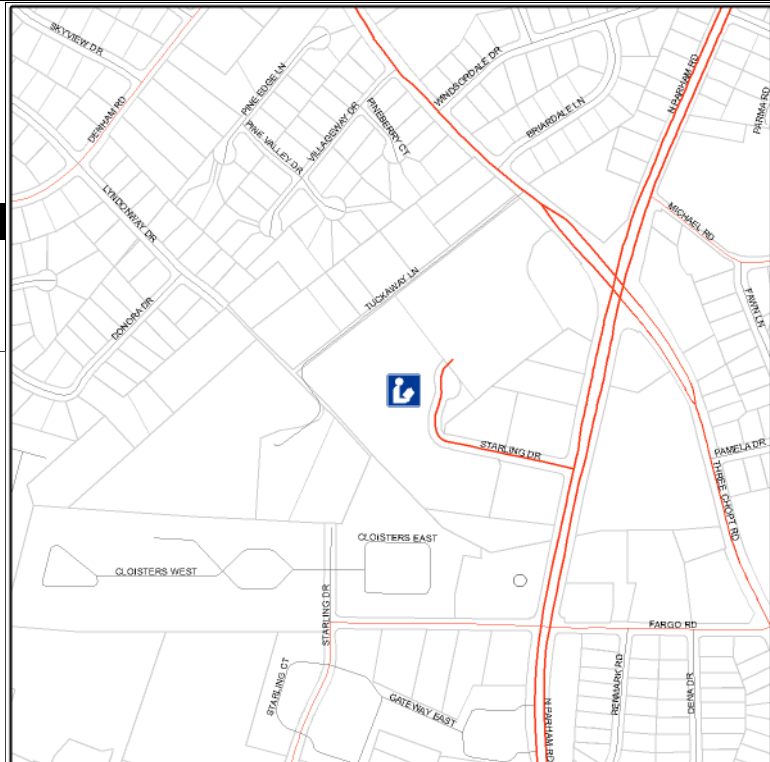 SKYVIEW DR
WINDSORDALE DR
PINE EDGE LN
N PARHAM RD
DENHAM RD
VILLAGEWAY DR
PINEBERRY CT
BRIARDALE LN
PARMA RD
PINE VALLEY DR
LYNDONWAY DR
MICHAEL RD
TUCKAWAY LN
DONORA DR
FAWN LN
STARLING DR
PAMELA DR
THREE CHOPT RD
CLOISTERS EAST
CLOISTERS WEST
STARLING DR
FARGO RD
STARLING CT
RENMARK RD
DENA DR
GATEWAY EAST
N PARHAM RD